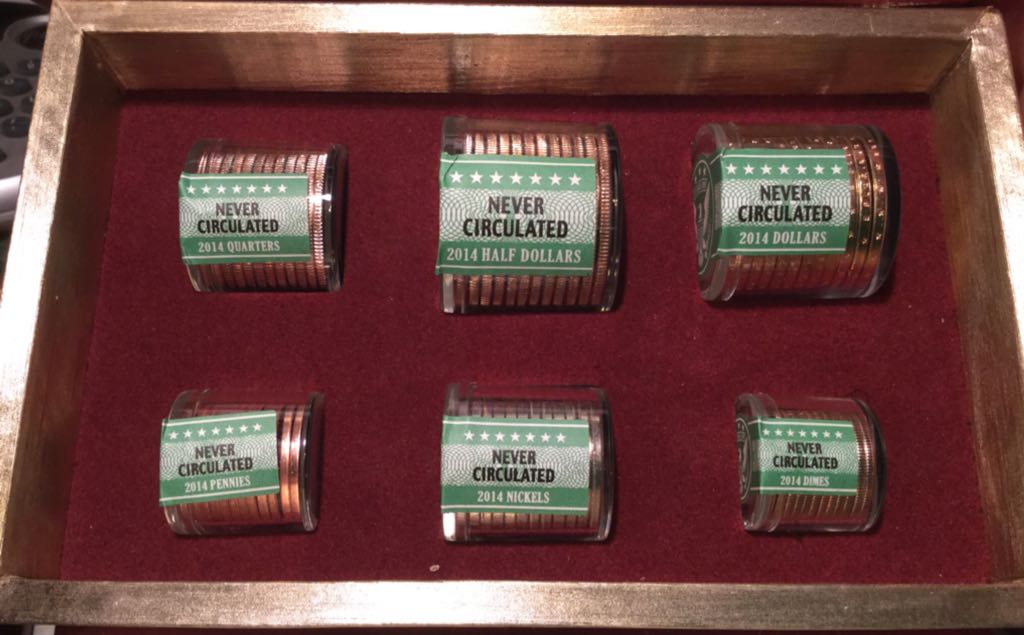 NEVER
CIRCULATED
2014 QUARTERS
NEVER
CIRCULATED
2014 HALF DOLLARS
NEVER
CIRCULATED
2014 DOLLARS
NEVER
CIRCULATED
2014 PENNIES
NEVER
CIRCULATED
2014 NICKELS
NEVER
CIRCULATED
2014 DIMES